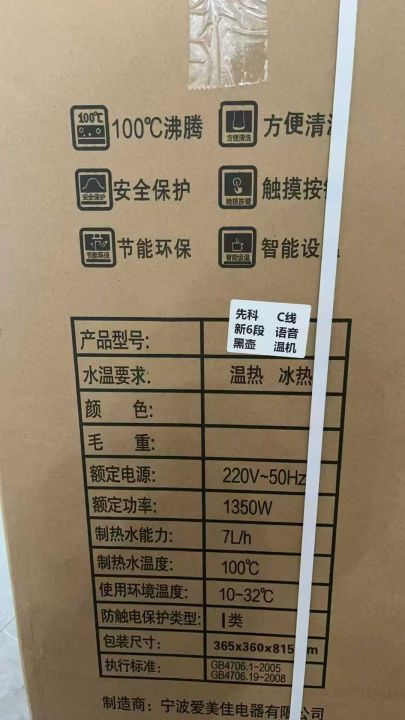 100℃ 100℃沸腾
方便清洗 方便清洗
安全保护 安全保护
触摸按键 触摸按键
节能环保 节能环保
智能设温 智能设温
先科 C线
新6段 语音
黑壶 温机
产品型号:
水温要求: 温热 冰热
颜 色:
毛 重:
额定电源: 220V~50Hz
额定功率: 1350W
制热水能力: 7L/h
制热水温度: 100℃
使用环境温度: 10-32℃
防触电保护类型: I类
包装尺寸: 365x360x815mm
执行标准: GB4706.1-2005
GB4706.19-2008
制造商:宁波爱美佳电器有限公司